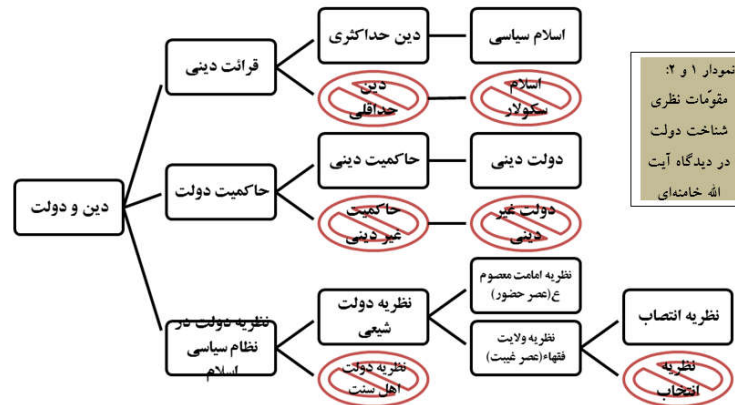 دین حداکثری
اسلام سیاسی
قرائت دینی
دین
حداقلی
اسلام
سکولار
نمودار ۱ و ۲:
مقوّمات نظری
شناخت دولت
در دیدگاه آیت
الله خامنه‌ای
حاکمیت دینی
دولت دینی
حاکمیت دولت
دین و دولت
حاکمیت
غیر دینی
دولت غیر
دینی
نظریه امامت معصوم
ع(عصر حضور)
نظریه دولت
شیعی
نظریه انتصاب
نظریه دولت در
نظام سیاسی
اسلام
نظریه ولایت
فقهاء(عصر غیبت)
نظریه دولت
اهل سنت
نظریه
انتخاب